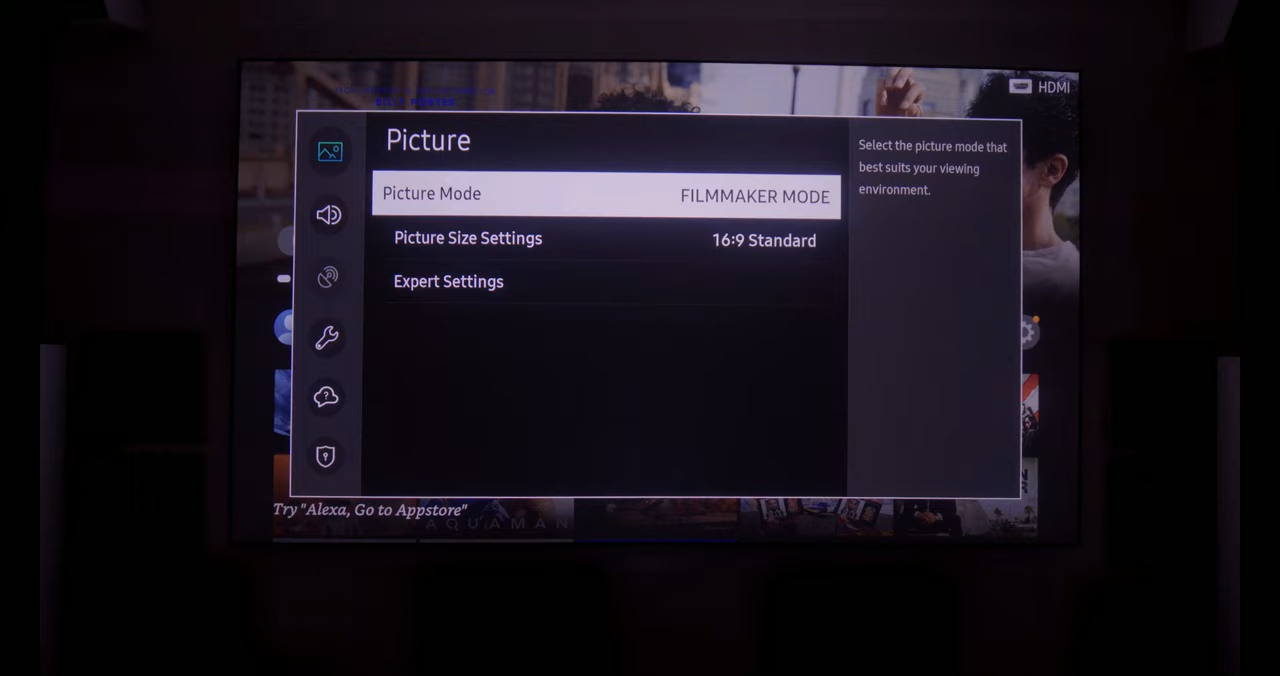 HDMI
Picture
Picture Mode FILMMAKER MODE
Picture Size Settings 16:9 Standard
Expert Settings
Select the picture mode that
best suits your viewing
environment.
Try "Alexa, Go to Appstore"
AQUAMAN